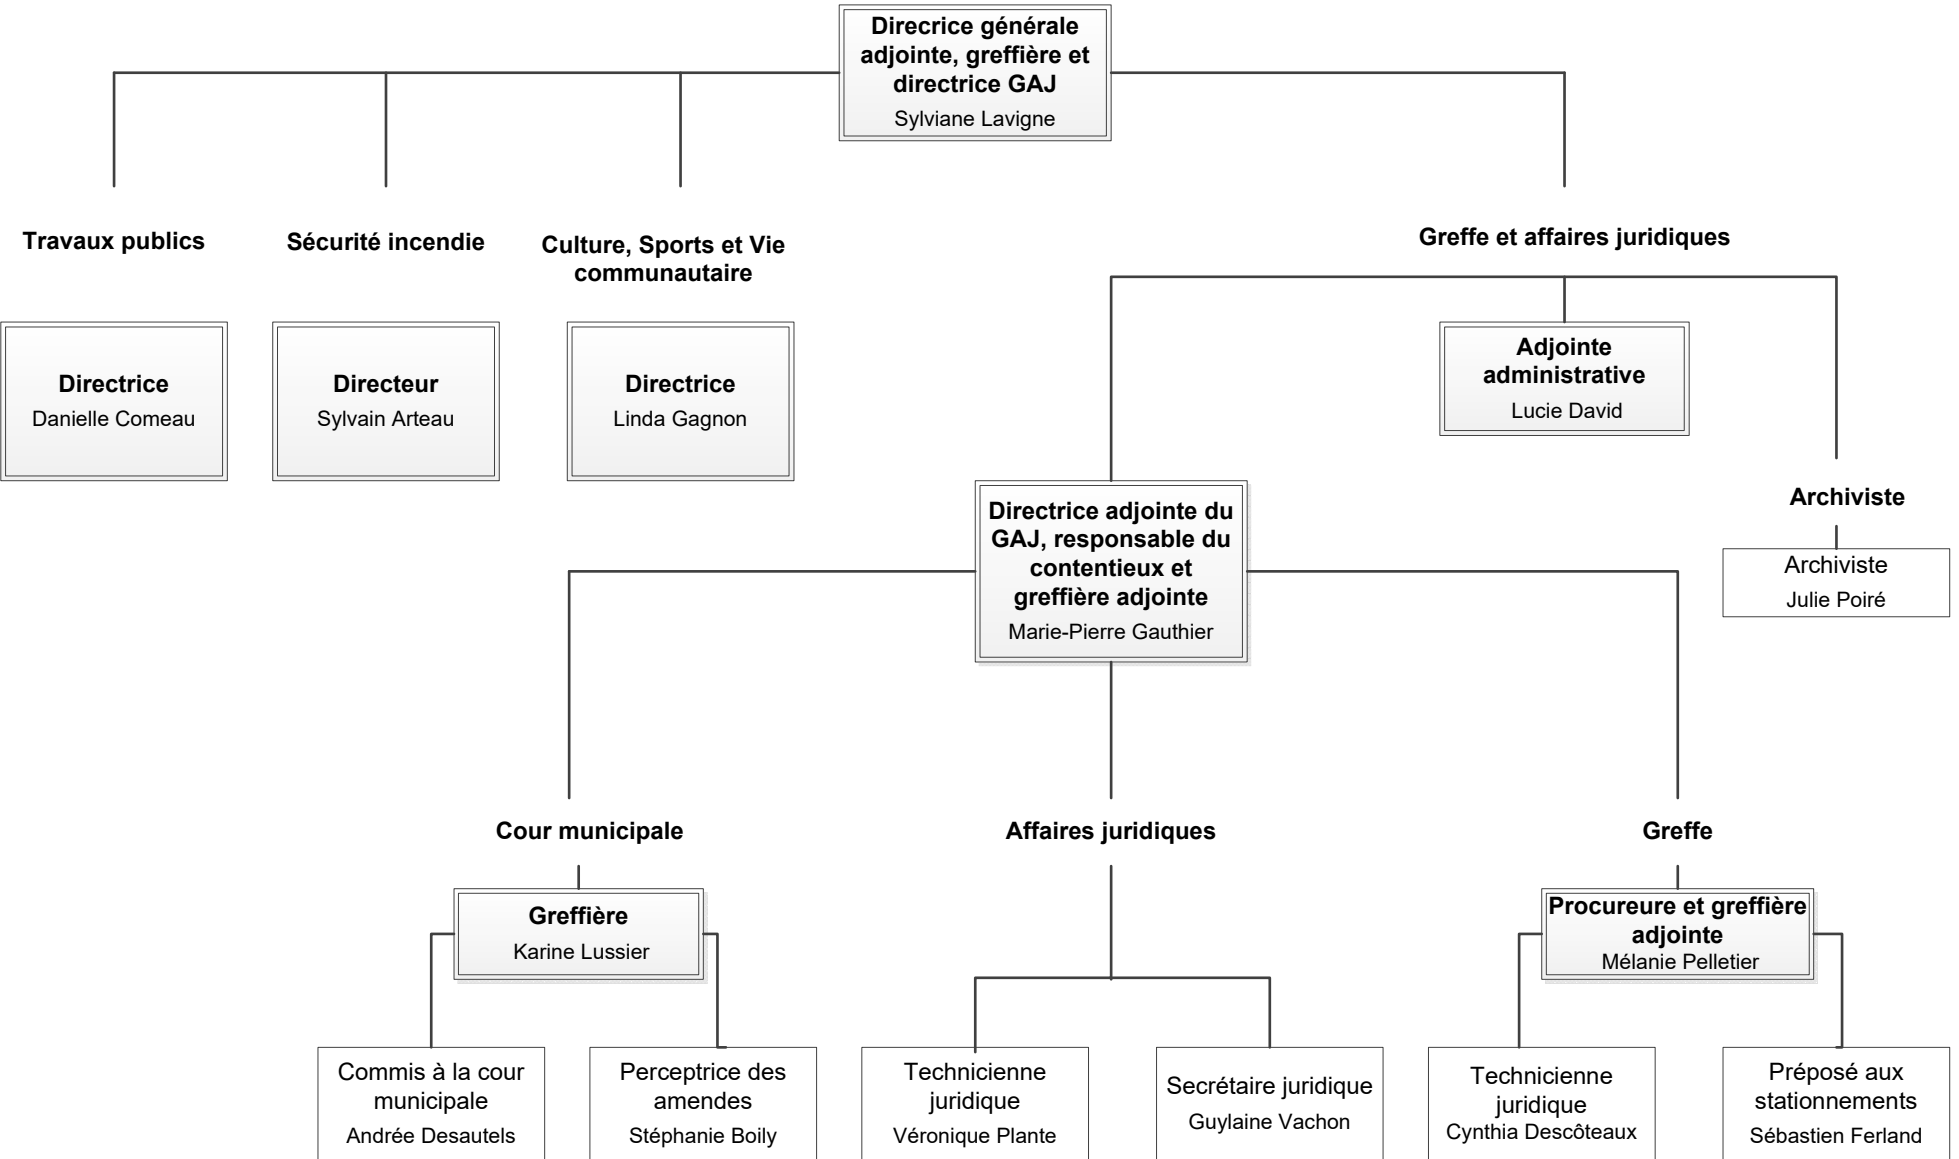 Direcrice générale
adjointe, greffière et
directrice GAJ
Sylviane Lavigne
Travaux publics
Sécurité incendie
Culture, Sports et Vie
communautaire
Greffe et affaires juridiques
Directrice
Danielle Comeau
Directeur
Sylvain Arteau
Directrice
Linda Gagnon
Adjointe
administrative
Lucie David
Archiviste
Archiviste
Julie Poiré
Directrice adjointe du
GAJ, responsable du
contentieux et
greffière adjointe
Marie-Pierre Gauthier
Cour municipale
Affaires juridiques
Greffe
Greffière
Karine Lussier
Procureure et greffière
adjointe
Mélanie Pelletier
Commis à la cour
municipale
Andrée Desautels
Perceptrice des
amendes
Stéphanie Boily
Technicienne
juridique
Véronique Plante
Secrétaire juridique
Guylaine Vachon
Technicienne
juridique
Cynthia Descôteaux
Préposé aux
stationnements
Sébastien Ferland